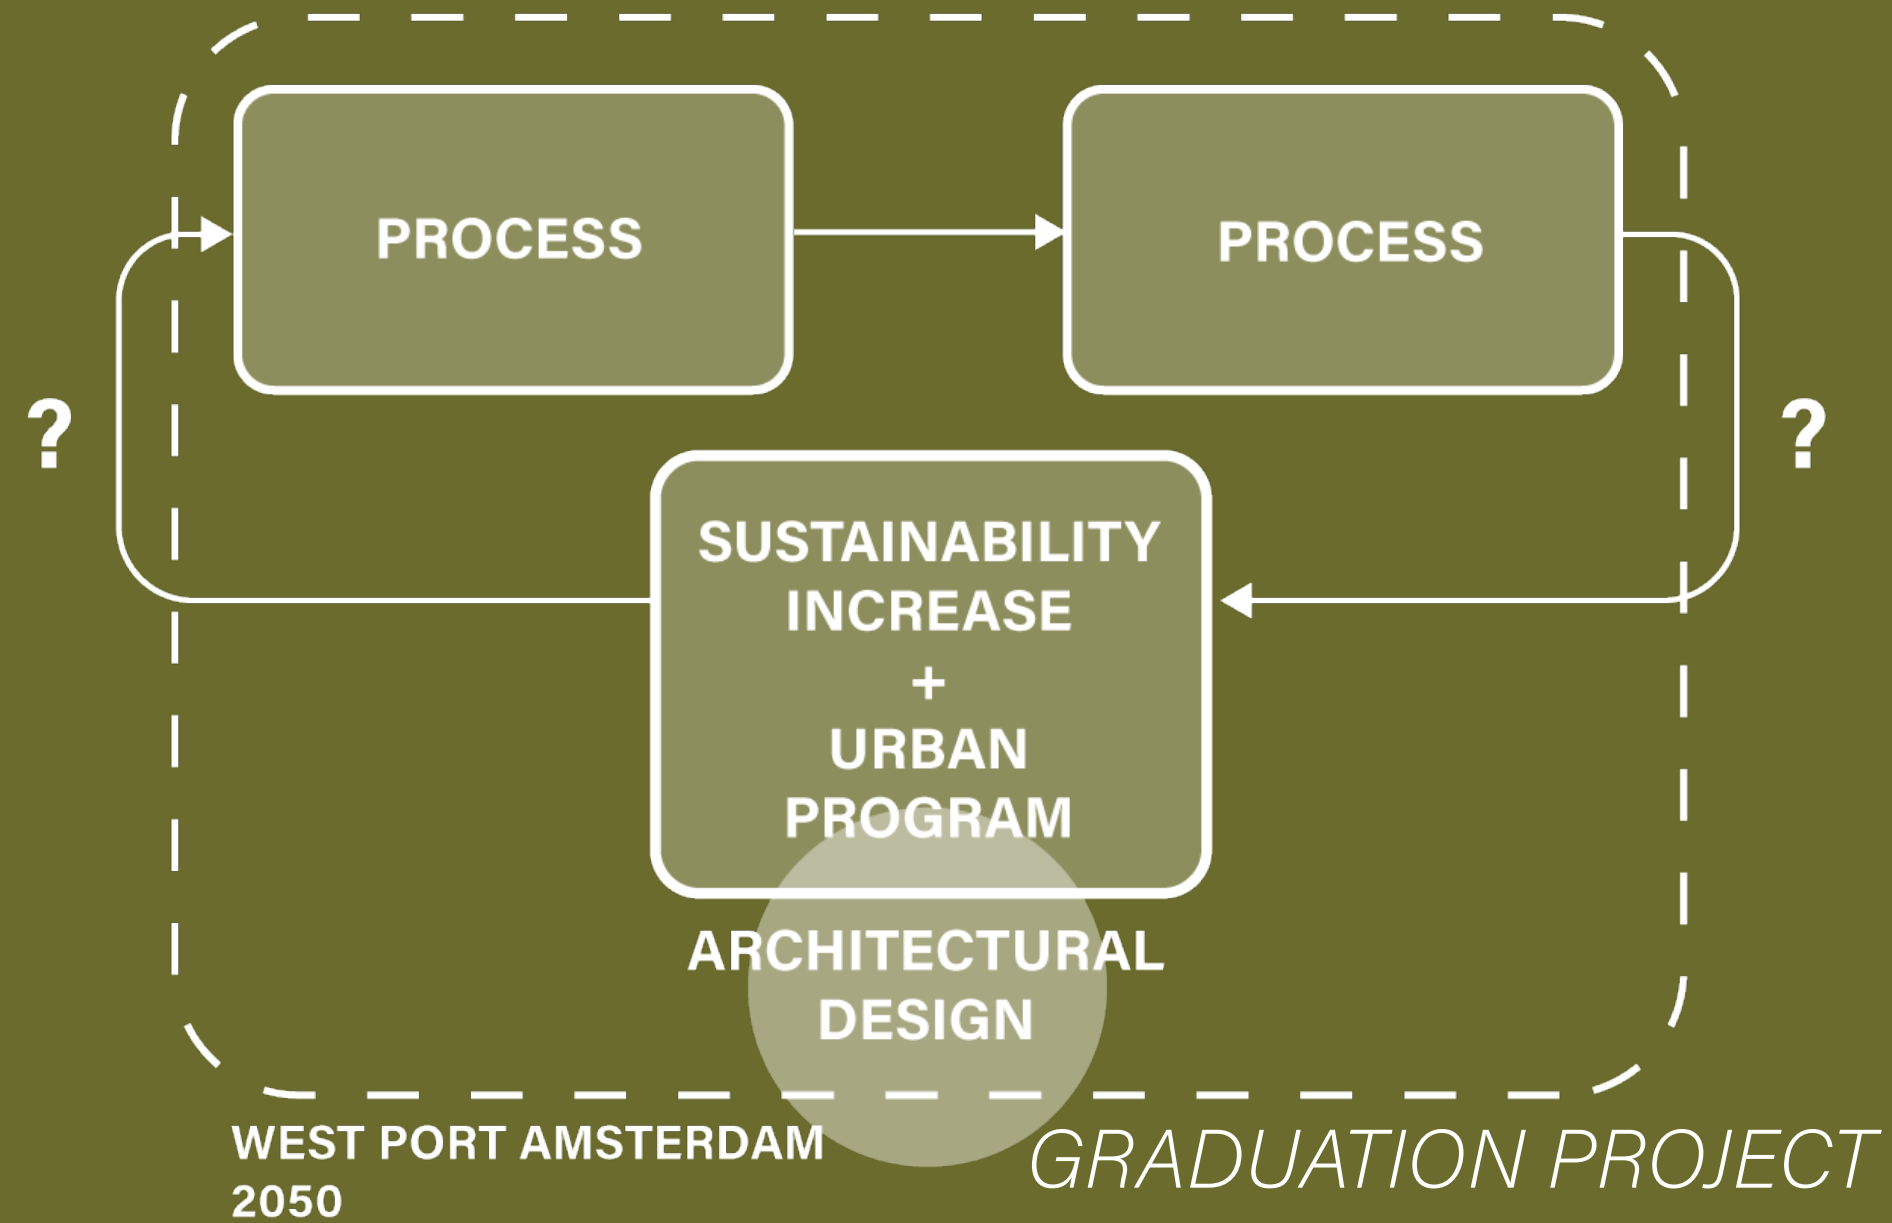 PROCESS
PROCESS
?
?
SUSTAINABILITY
INCREASE
+
URBAN
PROGRAM
ARCHITECTURAL
DESIGN
WEST PORT AMSTERDAM
2050
GRADUATION PROJECT